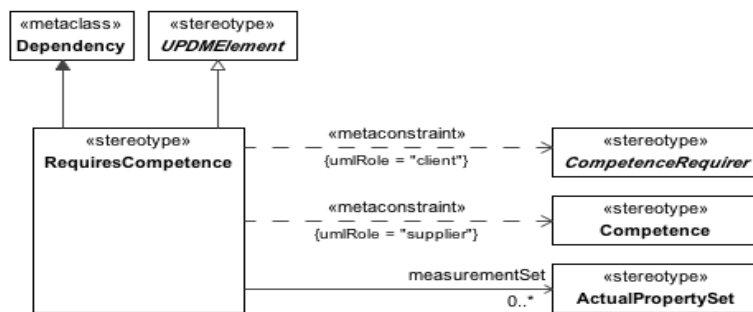 «metaclass»
Dependency
«stereotype»
UPDMElement
«stereotype»
RequiresCompetence
«metaconstraint»
{umlRole = "client"}
«stereotype»
CompetenceRequirer
«metaconstraint»
{umlRole = "supplier"}
«stereotype»
Competence
measurementSet
0..*
«stereotype»
ActualPropertySet